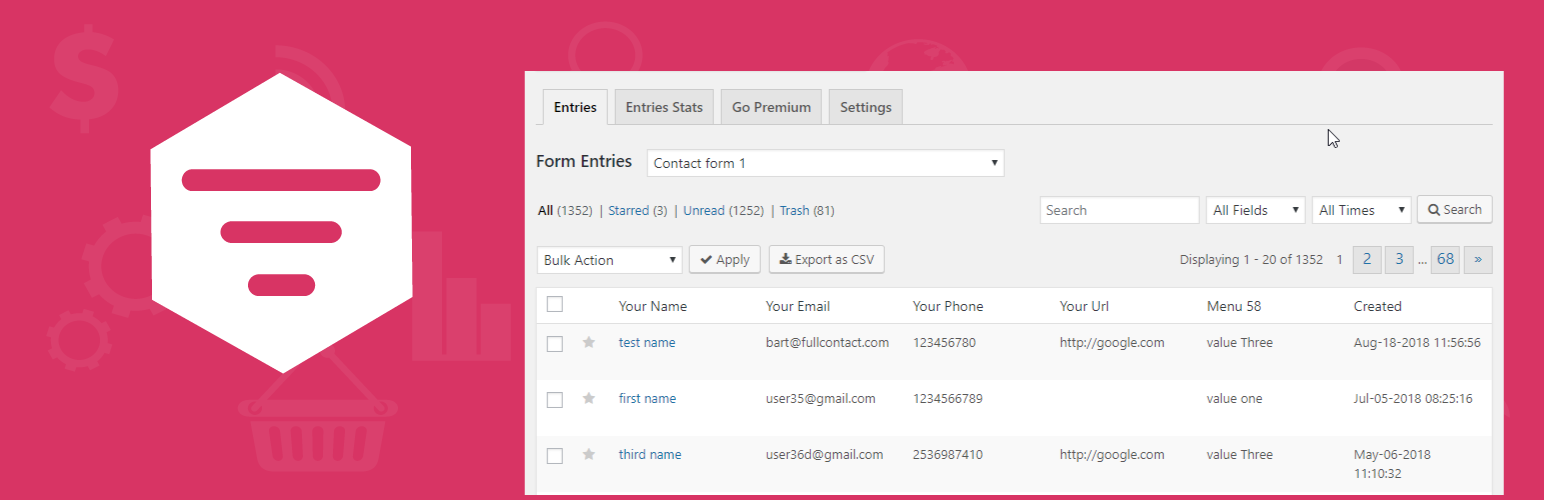 $
Entries Entries Stats Go Premium Settings
Form Entries Contact form 1
All (1352) | Starred (3) | Unread (1252) | Trash (81) Search All Fields All Times Search
Bulk Action Apply Export as CSV Displaying 1 - 20 of 1352 1 2 3 ... 68 »
Your Name Your Email Your Phone Your Url Menu 58 Created
test name bart@fullcontact.com 123456780 http://google.com value Three Aug-18-2018 11:56:56
first name user35@gmail.com 1234566789 value one Jul-05-2018 08:25:16
third name user36d@gmail.com 2536987410 http://google.com value Three May-06-2018
11:10:32